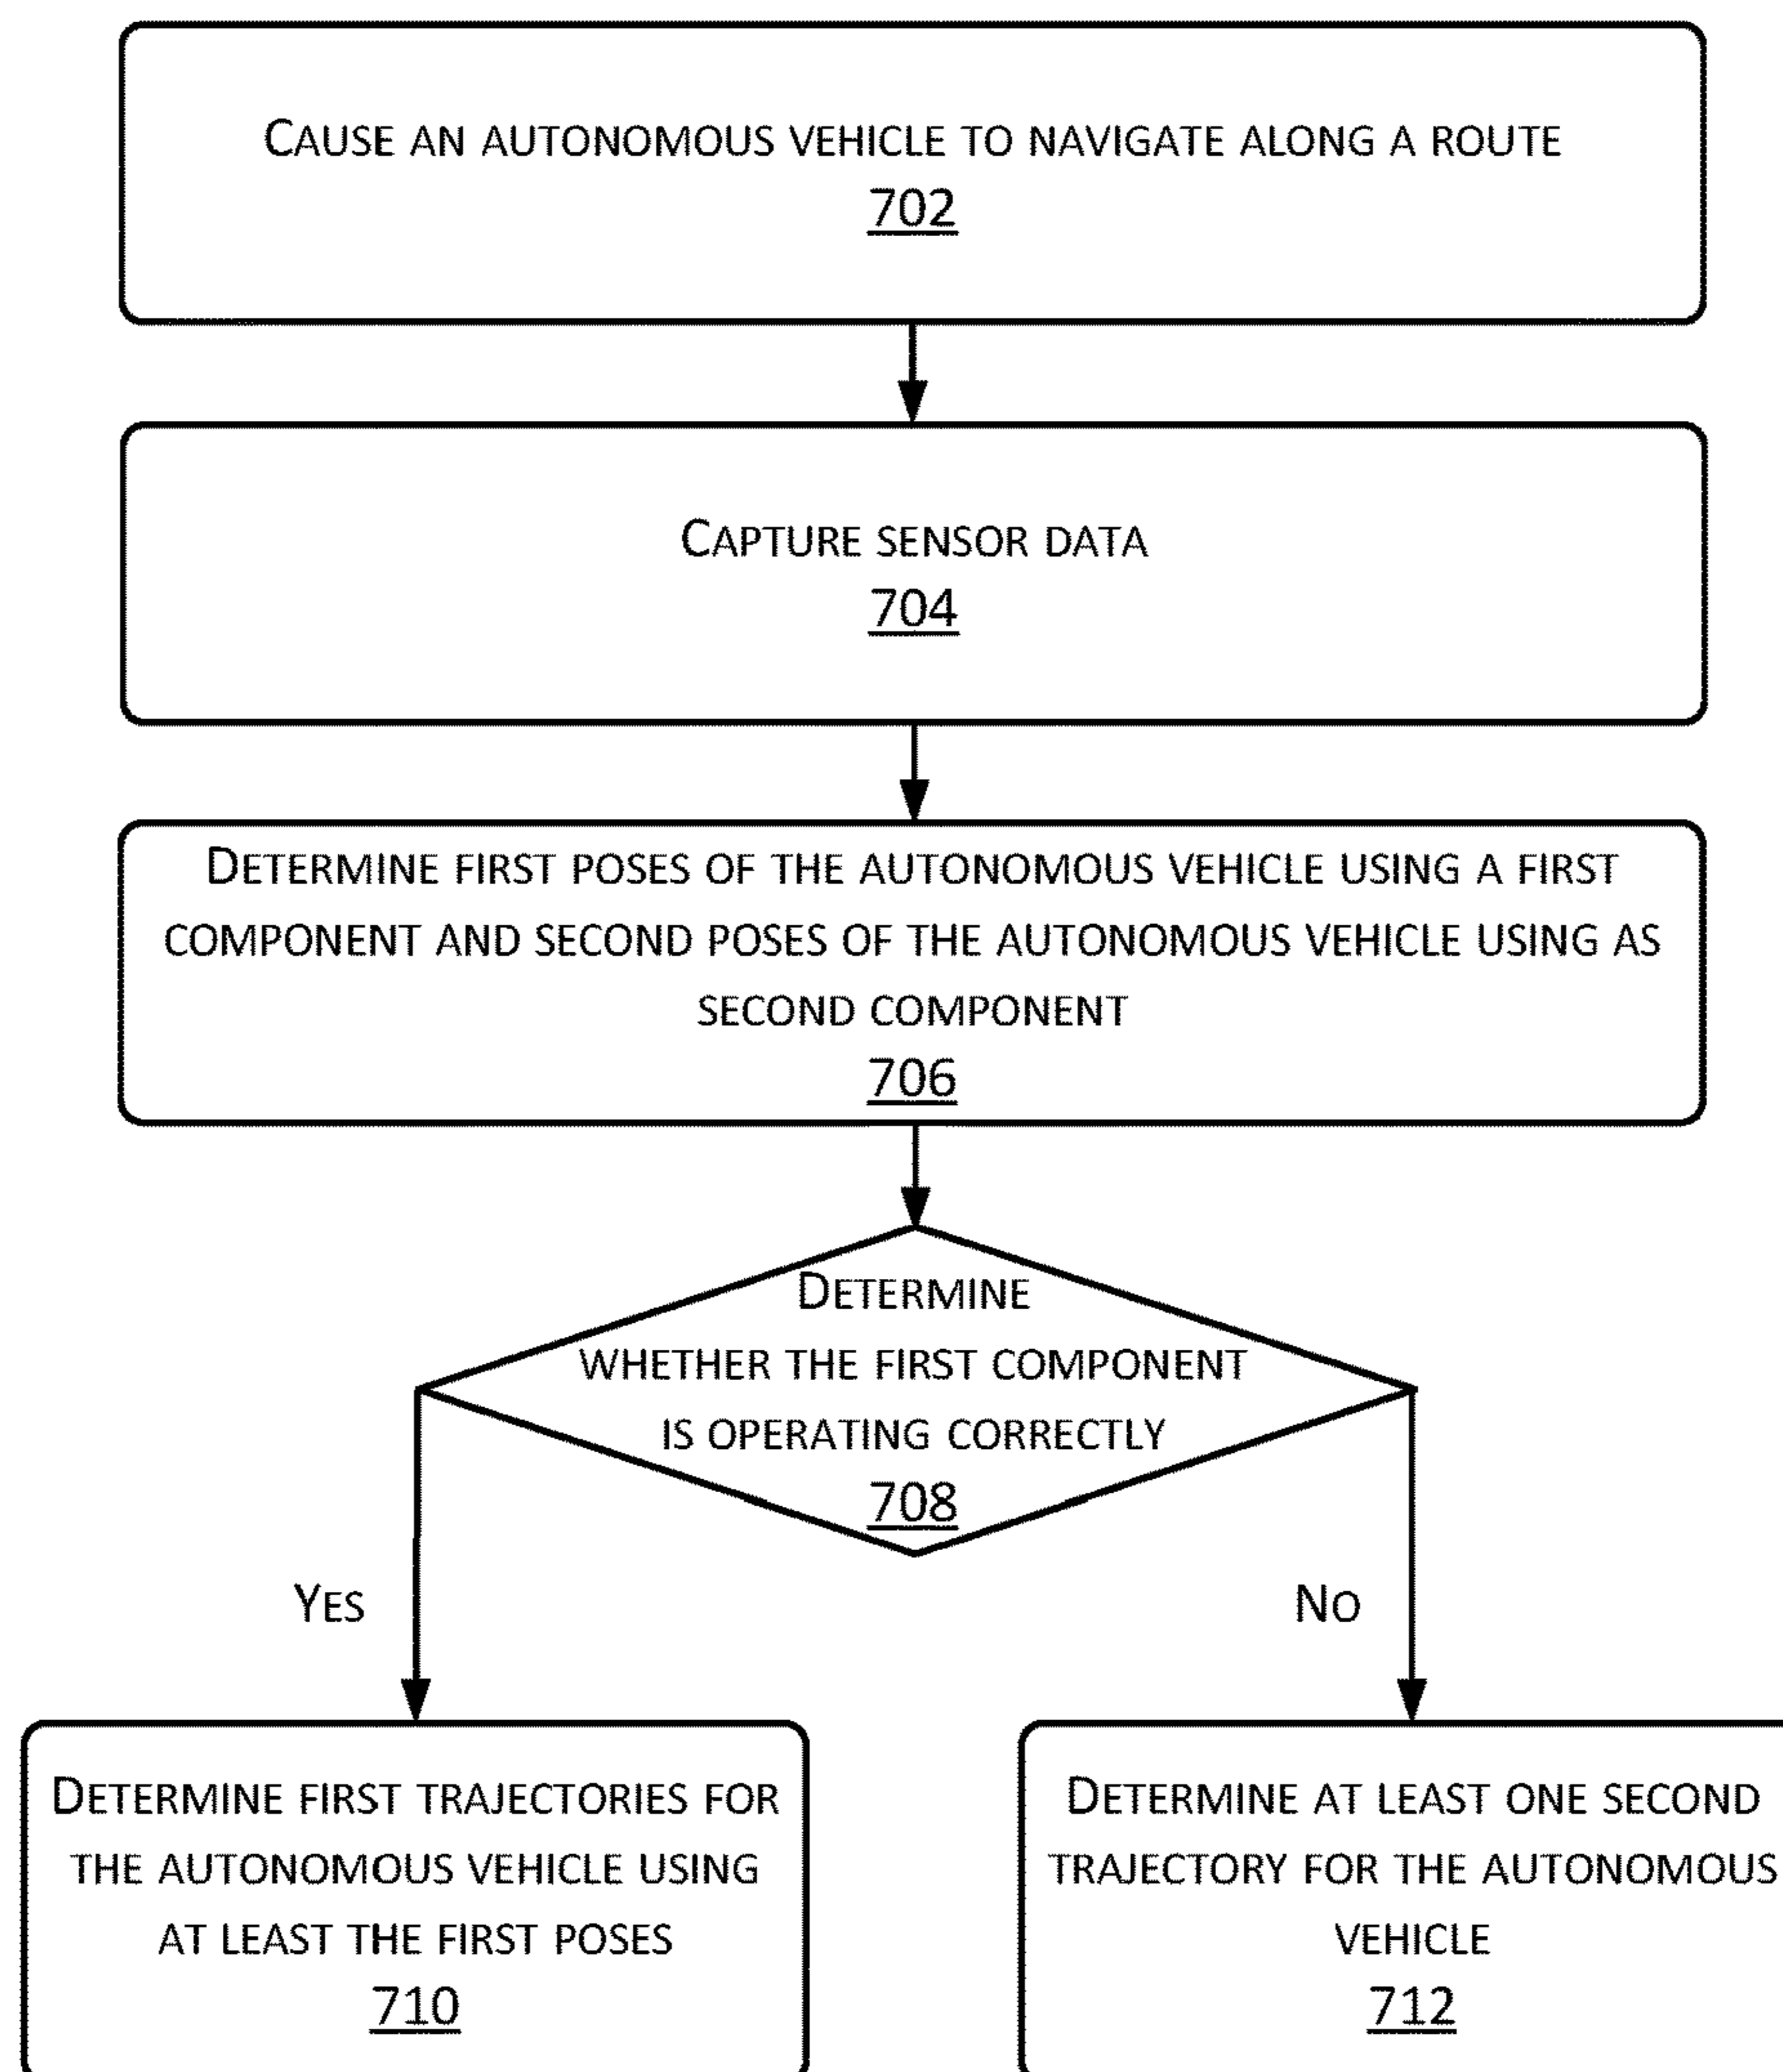 CAUSE AN AUTONOMOUS VEHICLE TO NAVIGATE ALONG A ROUTE
702
CAPTURE SENSOR DATA
704
DETERMINE FIRST POSES OF THE AUTONOMOUS VEHICLE USING A FIRST
COMPONENT AND SECOND POSES OF THE AUTONOMOUS VEHICLE USING AS
SECOND COMPONENT
706
DETERMINE
WHETHER THE FIRST COMPONENT
IS OPERATING CORRECTLY
708
YES
NO
DETERMINE FIRST TRAJECTORIES FOR
THE AUTONOMOUS VEHICLE USING
AT LEAST THE FIRST POSES
710
DETERMINE AT LEAST ONE SECOND
TRAJECTORY FOR THE AUTONOMOUS
VEHICLE
712